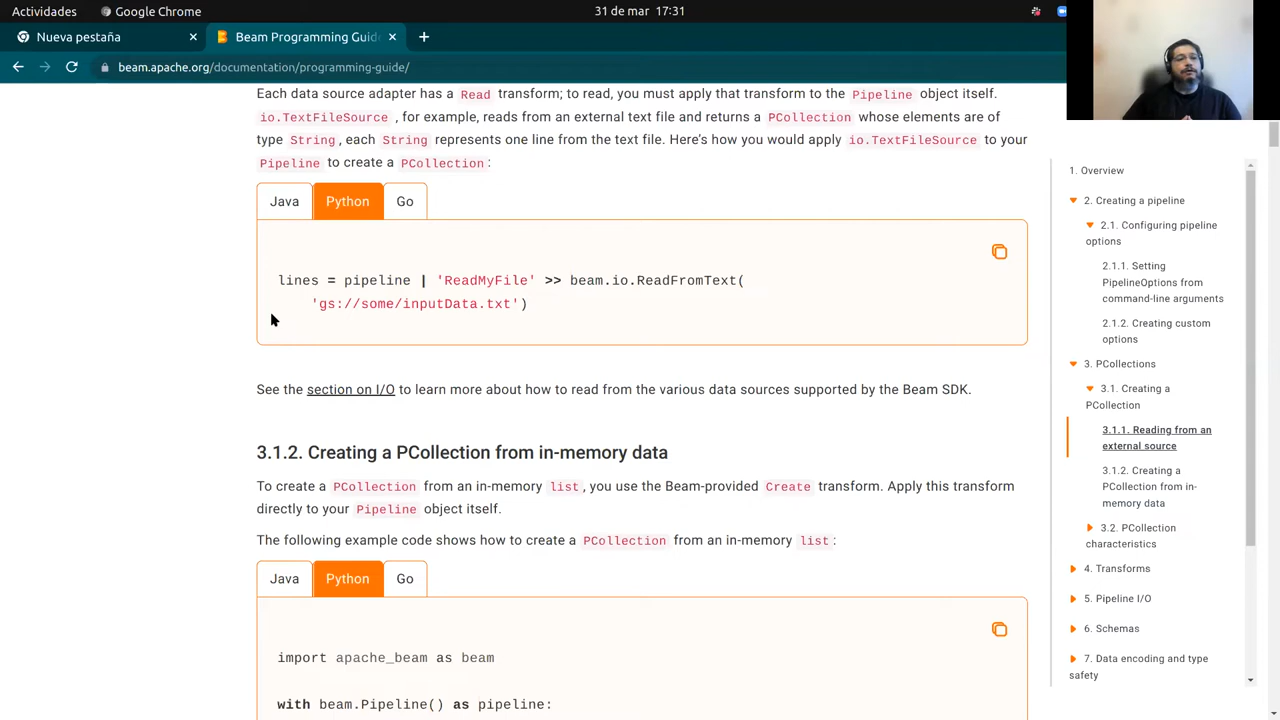 Actividades
Google Chrome
31 de mar 17:31
Nueva pestaña
Beam Programming Guid
beam.apache.org/documentation/programming-guide/
Each data source adapter has a Read transform; to read, you must apply that transform to the Pipeline object itself.
io.TextFileSource , for example, reads from an external text file and returns a PCollection whose elements are of
type String, each String represents one line from the text file. Here's how you would apply io.TextFileSource to your
Pipeline to create a PCollection:
Java Python Go
lines = pipeline | 'ReadMyFile' >> beam.io.ReadFromText(
'gs://some/inputData.txt')
See the section on I/O to learn more about how to read from the various data sources supported by the Beam SDK.
3.1.2. Creating a PCollection from in-memory data
To create a PCollection from an in-memory list, you use the Beam-provided Create transform. Apply this transform
directly to your Pipeline object itself.
The following example code shows how to create a PCollection from an in-memory list:
Java Python Go
import apache_beam as beam
with beam.Pipeline() as pipeline:
1. Overview
2. Creating a pipeline
2.1. Configuring pipeline
options
2.1.1. Setting
PipelineOptions from
command-line arguments
2.1.2. Creating custom
options
3. PCollections
3.1. Creating a
PCollection
3.1.1. Reading from an
external source
3.1.2. Creating a
PCollection from in-
memory data
3.2. PCollection
characteristics
4. Transforms
5. Pipeline I/O
6. Schemas
7. Data encoding and type
safety